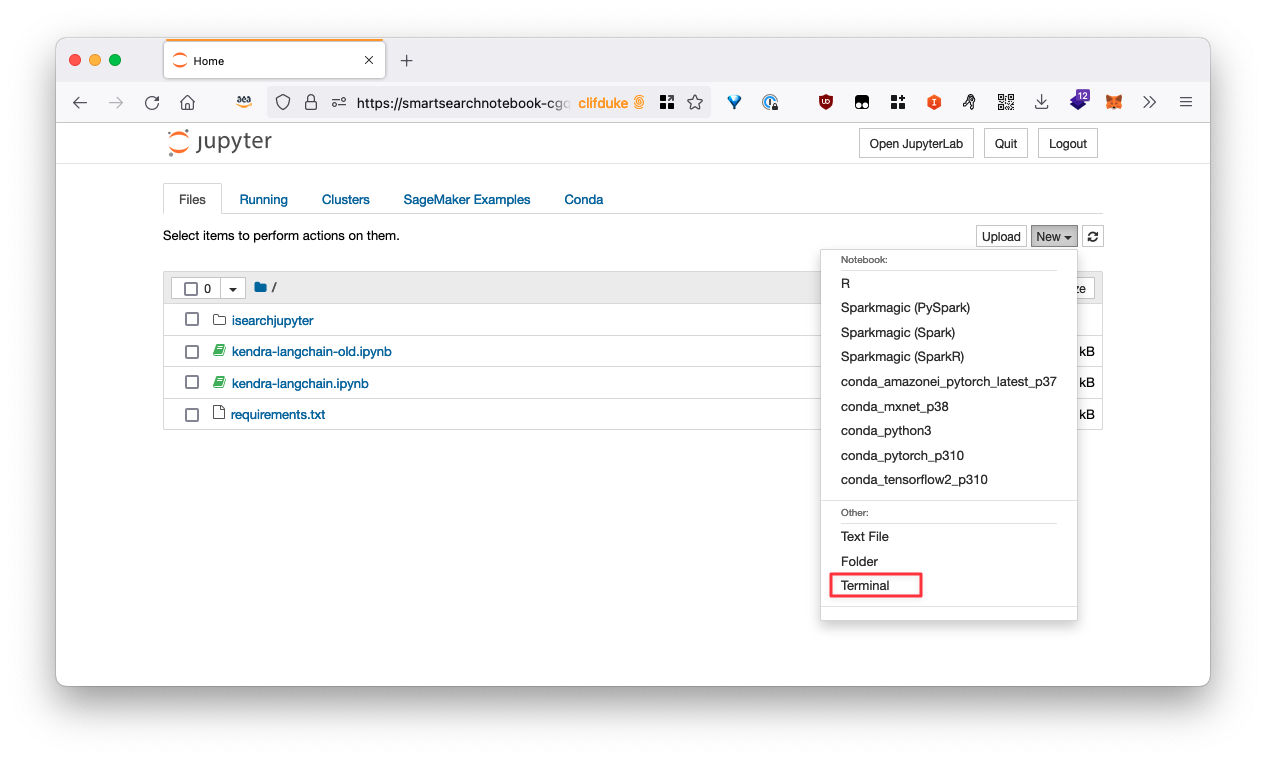 Home
https://smartsearchnotebook-cgq clifduke
12
jupyter
Open JupyterLab Quit Logout
Files Running Clusters SageMaker Examples Conda
Select items to perform actions on them.
Upload New
0 /
isearchjupyter
kendra-langchain-old.ipynb kB
kendra-langchain.ipynb kB
requirements.txt kB
Notebook:
R
Sparkmagic (PySpark)
Sparkmagic (Spark)
Sparkmagic (SparkR)
conda_amazonei_pytorch_latest_p37
conda_mxnet_p38
conda_python3
conda_pytorch_p310
conda_tensorflow2_p310
Other:
Text File
Folder
Terminal